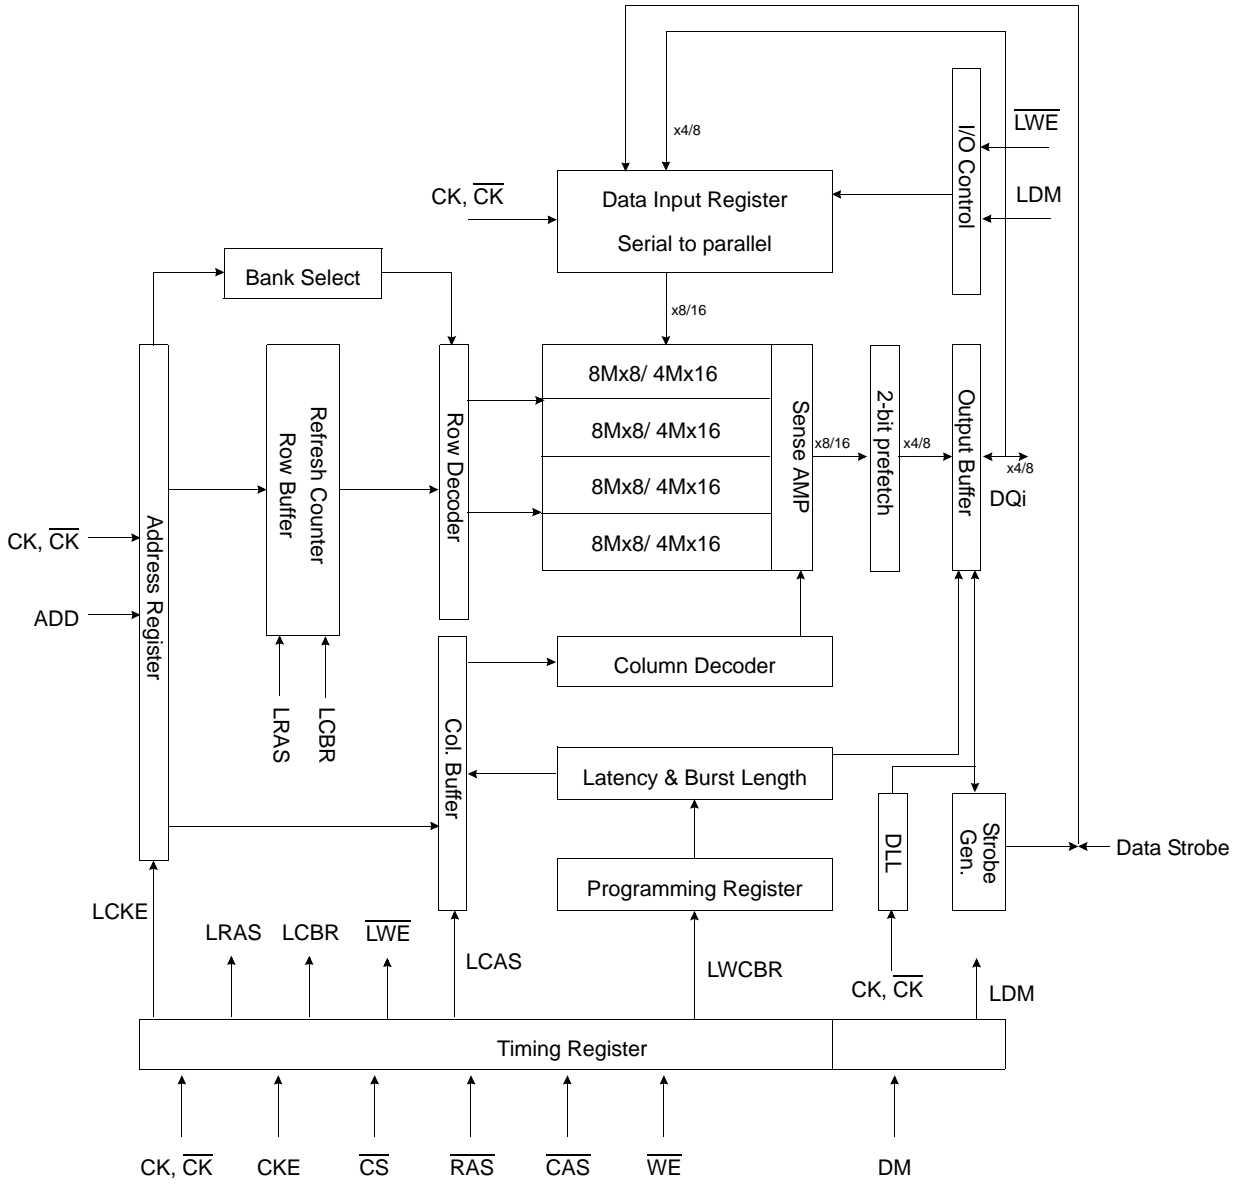 x4/8
I/O Control
LWE
LDM
CK, CK
Data Input Register
Serial to parallel
Bank Select
x8/16
Address Register
Refresh Counter
Row Buffer
Row Decoder
8Mx8/ 4Mx16
8Mx8/ 4Mx16
8Mx8/ 4Mx16
8Mx8/ 4Mx16
Sense AMP
x8/16
2-bit prefetch
x4/8
Output Buffer
x4/8
DQi
CK, CK
ADD
LRAS
LCBR
Col. Buffer
Column Decoder
Latency & Burst Length
Programming Register
DLL
Strobe
Gen.
Data Strobe
LCKE
LRAS
LCBR
LWE
LCAS
LWCBR
CK, CK
LDM
Timing Register
CK, CK
CKE
CS
RAS
CAS
WE
DM